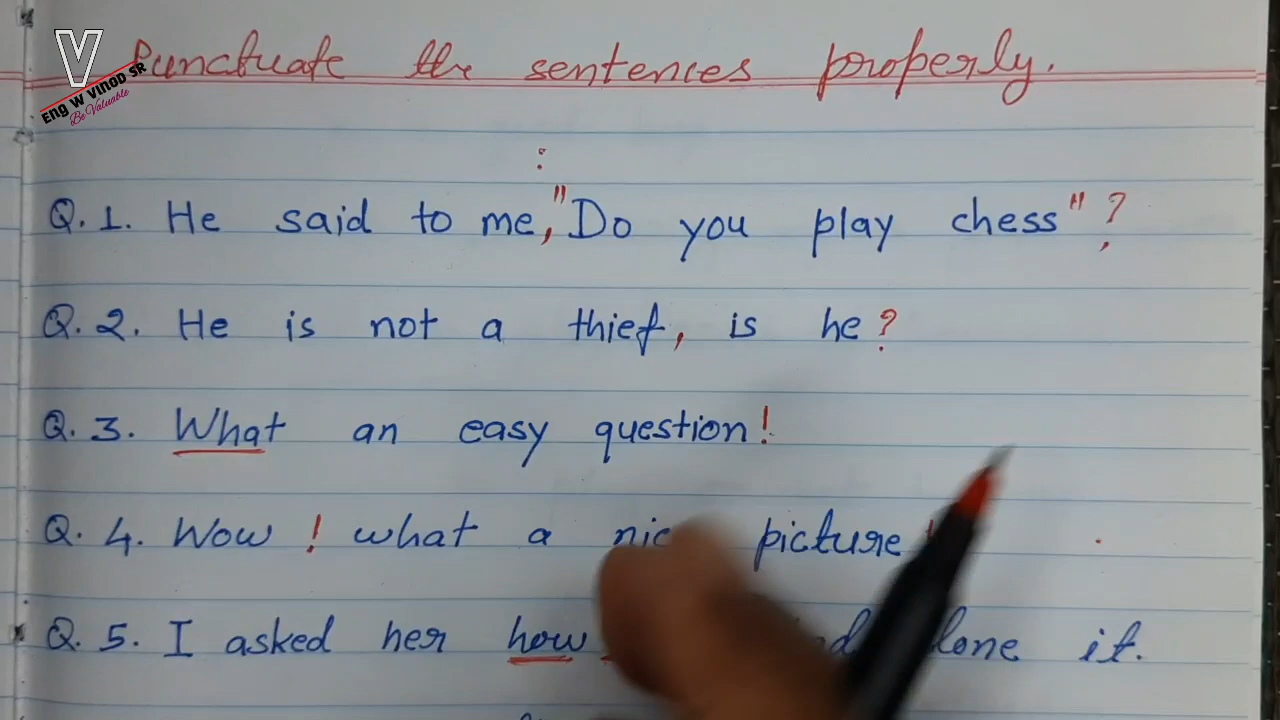 V
Eng W Vinod SR
Be Valuable
Punctuate the sentences properly.
:
Q.1. He said to me, "Do you play chess"?,
Q.2. He is not a thief, is he?
Q.3. What an easy question!
Q.4. Wow! what a picture
Q.5. I asked her how it.